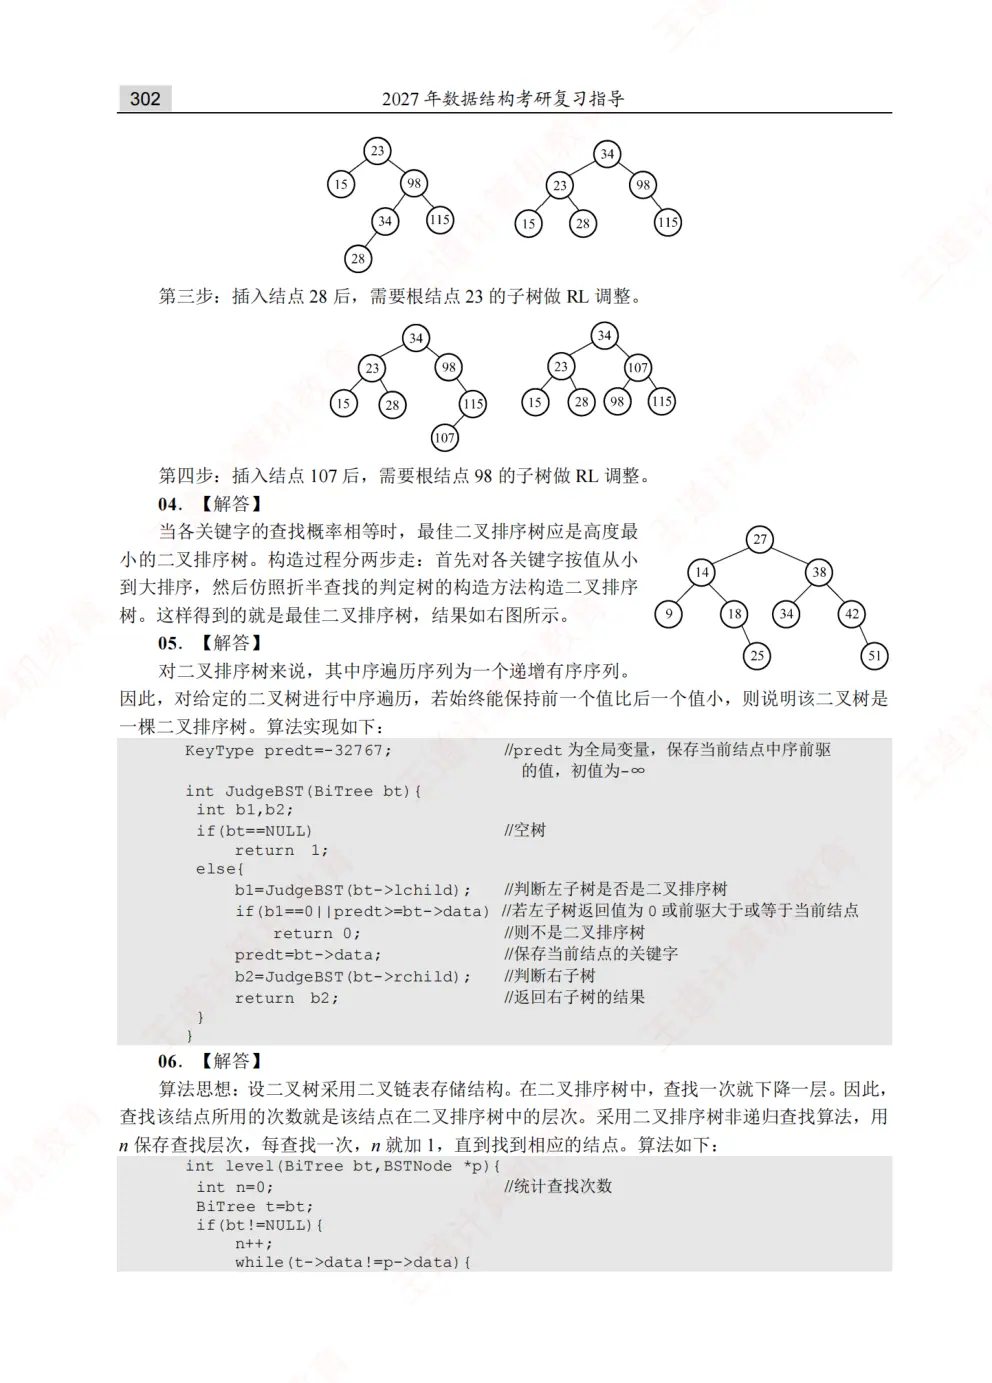 302
2027 年数据结构考研复习指导
23
15
98
34
115
28
34
23
98
15
28
115
第三步：插入结点 28 后，需要根结点 23 的子树做 RL 调整。
34
23
98
15
28
115
107
34
23
107
15
28
98
115
第四步：插入结点 107 后，需要根结点 98 的子树做 RL 调整。
04. 【解答】
当各关键字的查找概率相等时，最佳二叉排序树应是高度最
小的二叉排序树。构造过程分两步走：首先对各关键字按值从小
到大排序，然后仿照折半查找的判定树的构造方法构造二叉排序
树。这样得到的就是最佳二叉排序树，结果如右图所示。
27
14
38
9
18
34
42
25
51
05. 【解答】
对二叉排序树来说，其中序遍历序列为一个递增有序序列。
因此，对给定的二叉树进行中序遍历，若始终能保持前一个值比后一个值小，则说明该二叉树是
一棵二叉排序树。算法实现如下：
KeyType predt=-32767; //predt 为全局变量，保存当前结点中序前驱
的值，初值为-∞
int JudgeBST(BiTree bt){
int b1,b2;
if(bt==NULL) //空树
return 1;
else{
b1=JudgeBST(bt->lchild); //判断左子树是否是二叉排序树
if(b1==0||predt>=bt->data) //若左子树返回值为 0 或前驱大于或等于当前结点
return 0; //则不是二叉排序树
predt=bt->data; //保存当前结点的关键字
b2=JudgeBST(bt->rchild); //判断右子树
return b2; //返回右子树的结果
}
}
06. 【解答】
算法思想：设二叉树采用二叉链表存储结构。在二叉排序树中，查找一次就下降一层。因此，
查找该结点所用的次数就是该结点在二叉排序树中的层次。采用二叉排序树非递归查找算法，用
n 保存查找层次，每查找一次，n 就加 1，直到找到相应的结点。算法如下：
int level(BiTree bt,BSTNode *p){
int n=0; //统计查找次数
BiTree t=bt;
if(bt!=NULL){
n++;
while(t->data!=p->data){
王道计算机教育